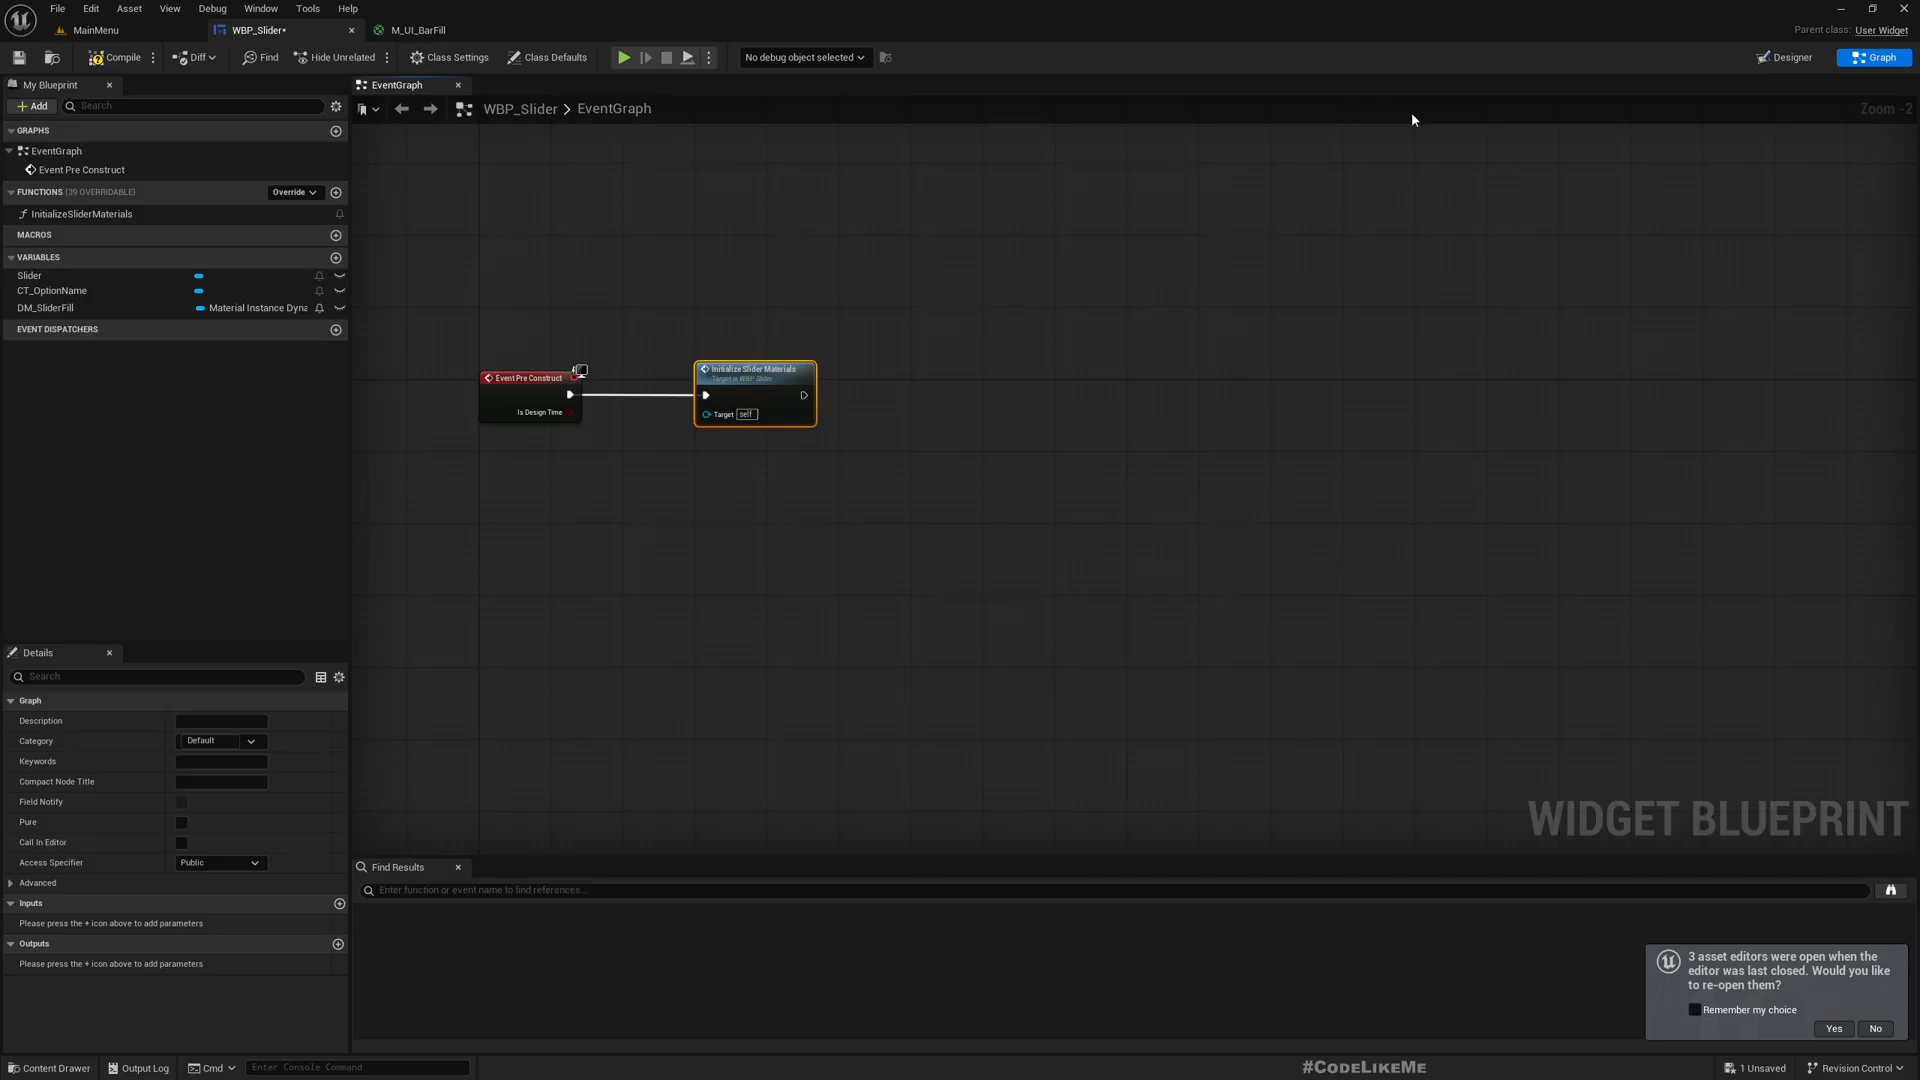 File Edit Asset View Debug Window Tools Help
MainMenu
WBP_Slider•
M_UI_BarFill
Parent class: User Widget
Compile
Diff
Find
Hide Unrelated
Class Settings
Class Defaults
No debug object selected
Designer
Graph
My Blueprint
EventGraph
Add
Search
WBP_Slider > EventGraph
Zoom -2
GRAPHS
EventGraph
Event Pre Construct
FUNCTIONS (39 OVERRIDABLE)
Override
InitializeSliderMaterials
MACROS
VARIABLES
Slider
CT_OptionName
DM_SliderFill
Material Instance Dyna
EVENT DISPATCHERS
Event Pre Construct
Is Design Time
Initialize Slider Materials
Target is WBP Slider
Target self
WIDGET BLUEPRINT
Details
Search
Graph
Description
Category
Default
Keywords
Compact Node Title
Field Notify
Pure
Call In Editor
Access Specifier
Public
Advanced
Inputs
Please press the + icon above to add parameters
Outputs
Please press the + icon above to add parameters
Find Results
Enter function or event name to find references...
3 asset editors were open when the
editor was last closed. Would you like
to re-open them?
Remember my choice
Yes
No
Content Drawer
Output Log
Cmd
Enter Console Command
#CODELIKEME
1 Unsaved
Revision Control